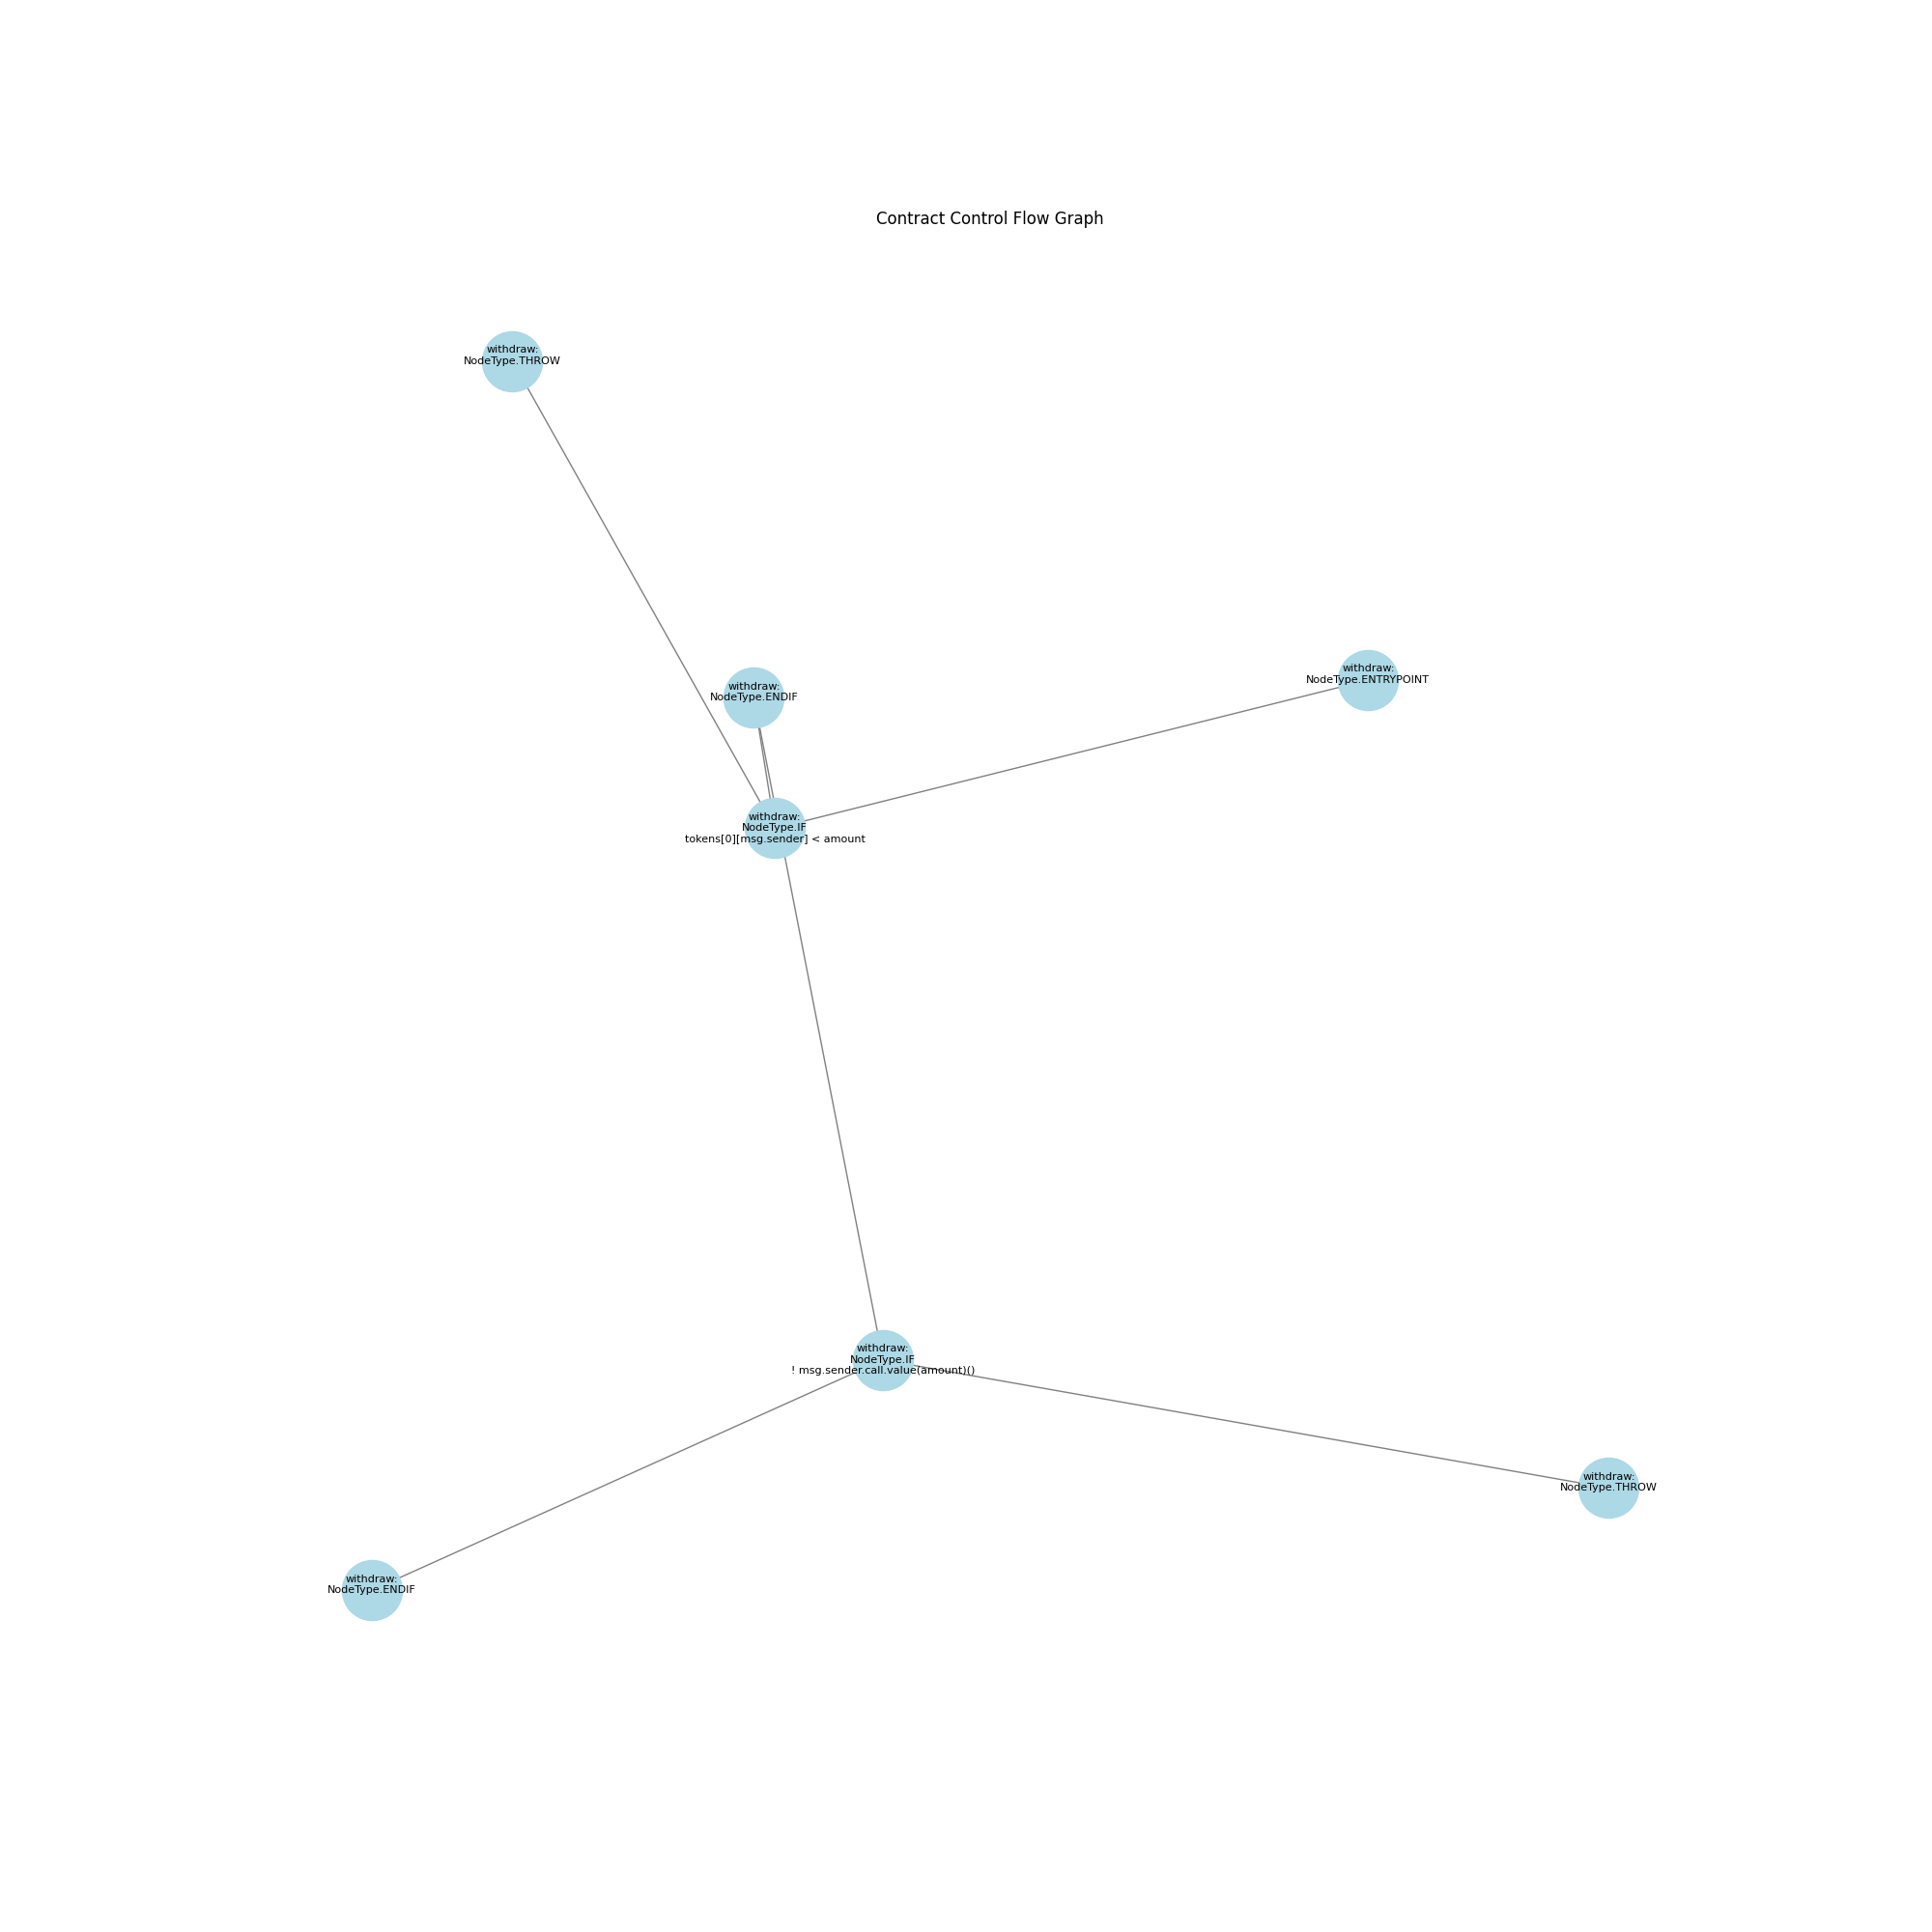 Contract Control Flow Graph
withdraw:
NodeType.THROW
withdraw:
NodeType.ENTRYPOINT
withdraw:
NodeType.ENDIF
withdraw:
NodeType.IF
tokens[0][msg.sender] < amount
withdraw:
NodeType.IF
! msg.sender.call.value(amount)()
withdraw:
NodeType.THROW
withdraw:
NodeType.ENDIF